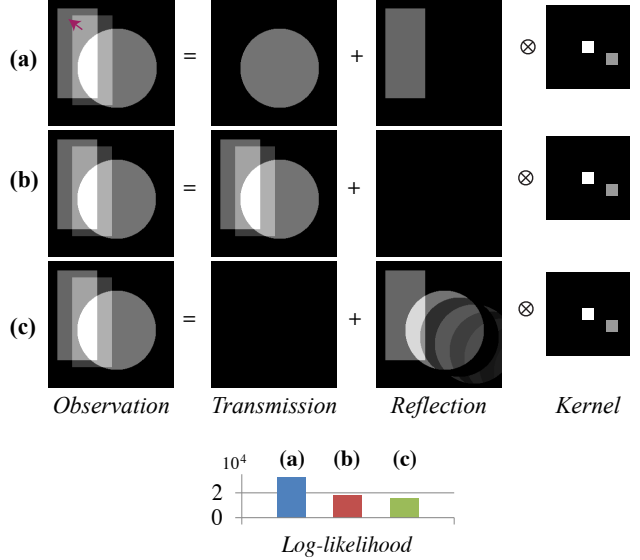 (a) = + ⊗
(b) = + ⊗
(c) = + ⊗
Observation Transmission Reflection Kernel
10⁴ (a) (b) (c)
2
0
Log-likelihood